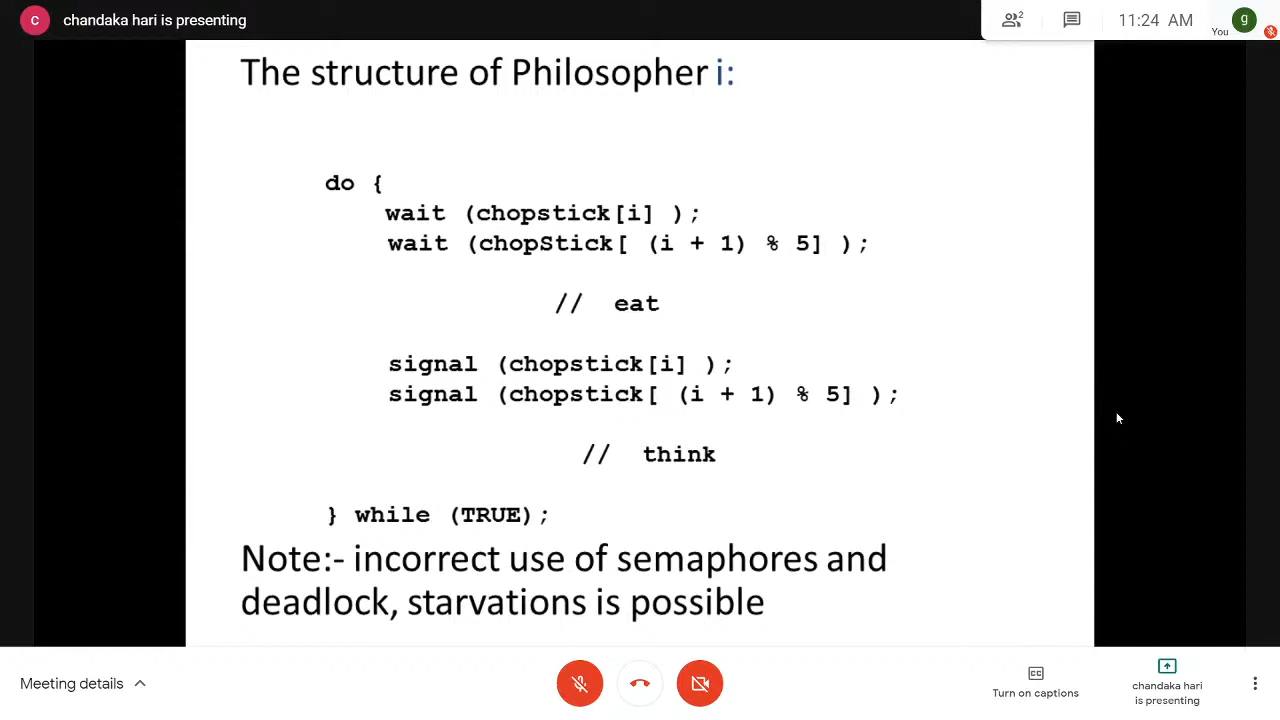 c chandaka hari is presenting
2
11:24 AM
You
g
The structure of Philosopher i:
do {
wait (chopstick[i] );
wait (chopStick[ (i + 1) % 5] );
// eat
signal (chopstick[i] );
signal (chopstick[ (i + 1) % 5] );
// think
} while (TRUE);
Note:- incorrect use of semaphores and
deadlock, starvations is possible
Meeting details
CC
Turn on captions
chandaka hari
is presenting